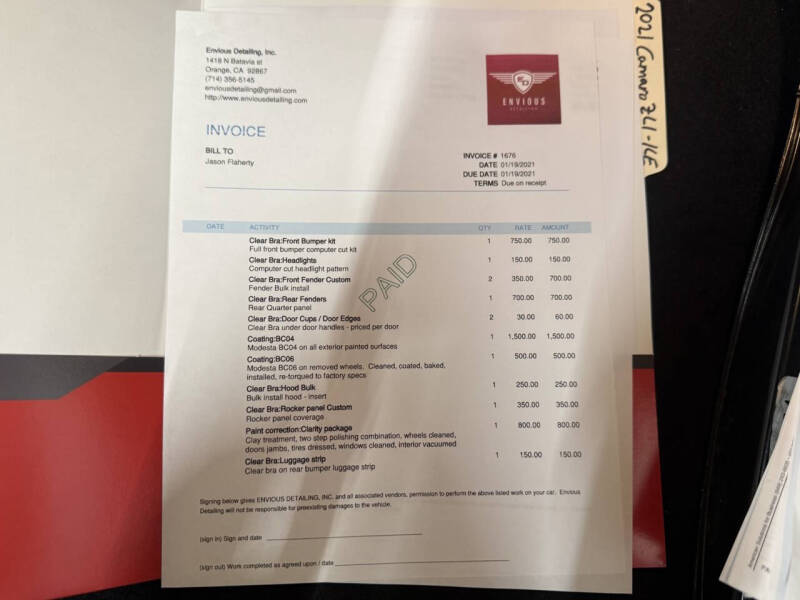 Envious Detailing, Inc.
1418 N Batavia st
Orange, CA 92867
(714) 356-5145
enviousdetailing@gmail.com
http://www.enviousdetailing.com
ED
ENVIOUS
DETAILING
2021 Camaro ZL1-1LE
INVOICE
BILL TO
Jason Flaherty
INVOICE # 1676
DATE 01/19/2021
DUE DATE 01/19/2021
TERMS Due on receipt
DATE ACTIVITY QTY RATE AMOUNT
Clear Bra:Front Bumper kit 1 750.00 750.00
Full front bumper computer cut kit
Clear Bra:Headlights 1 150.00 150.00
Computer cut headlight pattern
Clear Bra:Front Fender Custom 2 350.00 700.00
Fender Bulk install
Clear Bra:Rear Fenders 1 700.00 700.00
Rear Quarter panel
Clear Bra:Door Cups / Door Edges 2 30.00 60.00
Clear Bra under door handles - priced per door
Coating:BC04 1 1,500.00 1,500.00
Modesta BC04 on all exterior painted surfaces
Coating:BC06 1 500.00 500.00
Modesta BC06 on removed wheels. Cleaned, coated, baked,
installed, re-torqued to factory specs
Clear Bra:Hood Bulk 1 250.00 250.00
Bulk install hood - insert
Clear Bra:Rocker panel Custom 1 350.00 350.00
Rocker panel coverage
Paint correction:Clarity package 1 800.00 800.00
Clay treatment, two step polishing combination, wheels cleaned,
doors jambs, tires dressed, windows cleaned, interior vacuumed
Clear Bra:Luggage strip 1 150.00 150.00
Clear bra on rear bumper luggage strip
PAID
Signing below gives ENVIOUS DETAILING, INC. and all associated vendors, permission to perform the above listed work on your car. Envious
Detailing will not be responsible for preexisting damages to the vehicle.
(sign in) Sign and date
(sign out) Work completed as agreed upon / date